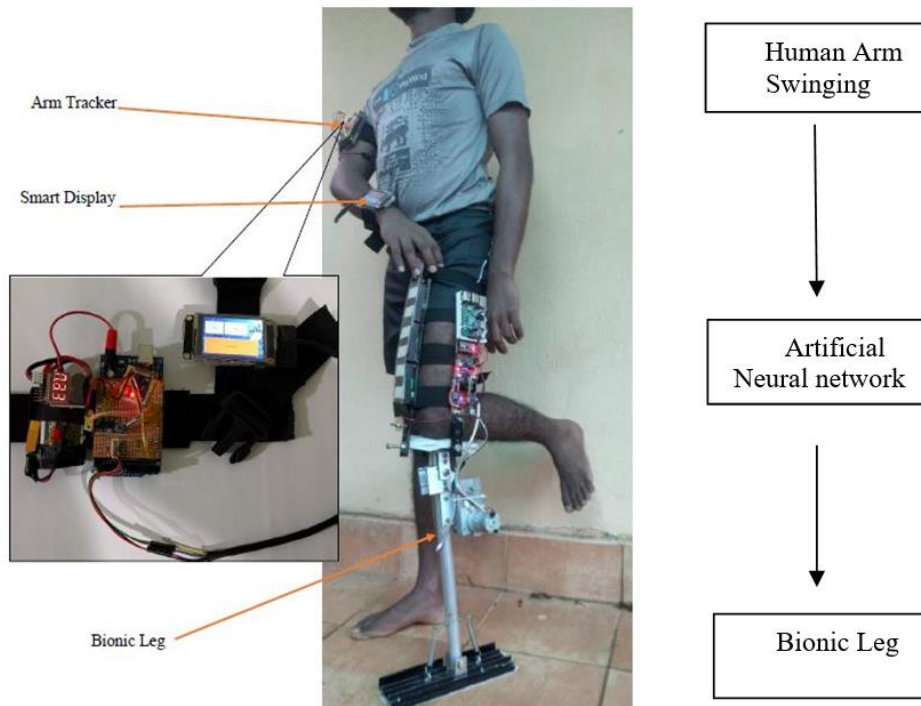 Arm Tracker
Smart Display
Bionic Leg
Human Arm
Swinging
Artificial
Neural network
Bionic Leg